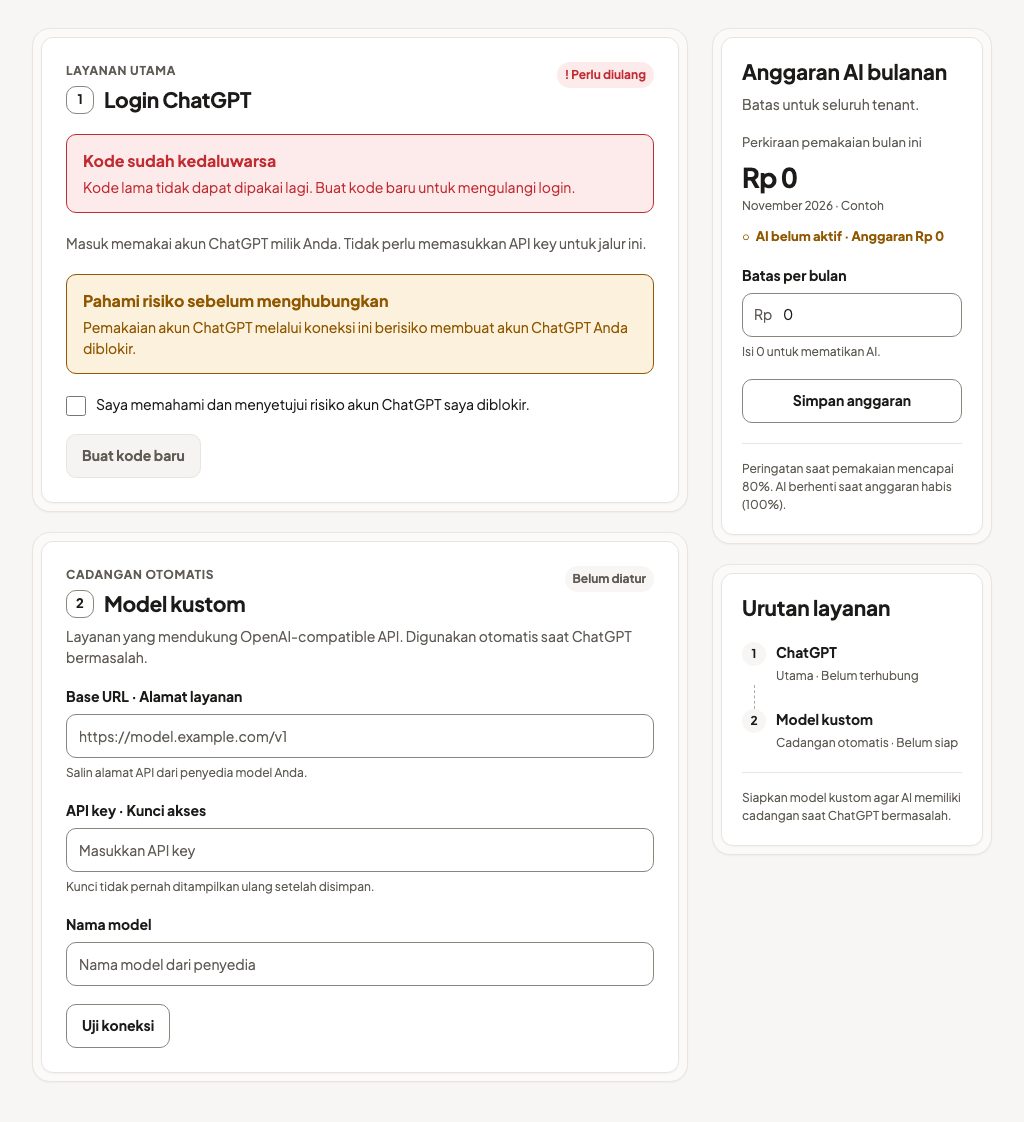 LAYANAN UTAMA
! Perlu diulang
1 Login ChatGPT
Kode sudah kedaluwarsa
Kode lama tidak dapat dipakai lagi. Buat kode baru untuk mengulangi login.
Masuk memakai akun ChatGPT milik Anda. Tidak perlu memasukkan API key untuk jalur ini.
Pahami risiko sebelum menghubungkan
Pemakaian akun ChatGPT melalui koneksi ini berisiko membuat akun ChatGPT Anda
diblokir.
Saya memahami dan menyetujui risiko akun ChatGPT saya diblokir.
Buat kode baru
CADANGAN OTOMATIS
Belum diatur
2 Model kustom
Layanan yang mendukung OpenAI-compatible API. Digunakan otomatis saat ChatGPT
bermasalah.
Base URL · Alamat layanan
https://model.example.com/v1
Salin alamat API dari penyedia model Anda.
API key · Kunci akses
Masukkan API key
Kunci tidak pernah ditampilkan ulang setelah disimpan.
Nama model
Nama model dari penyedia
Uji koneksi
Anggaran AI bulanan
Batas untuk seluruh tenant.
Perkiraan pemakaian bulan ini
Rp 0
November 2026 · Contoh
○ AI belum aktif · Anggaran Rp 0
Batas per bulan
Rp 0
Isi 0 untuk mematikan AI.
Simpan anggaran
Peringatan saat pemakaian mencapai
80%. AI berhenti saat anggaran habis
(100%).
Urutan layanan
1 ChatGPT
Utama · Belum terhubung
2 Model kustom
Cadangan otomatis · Belum siap
Siapkan model kustom agar AI memiliki
cadangan saat ChatGPT bermasalah.